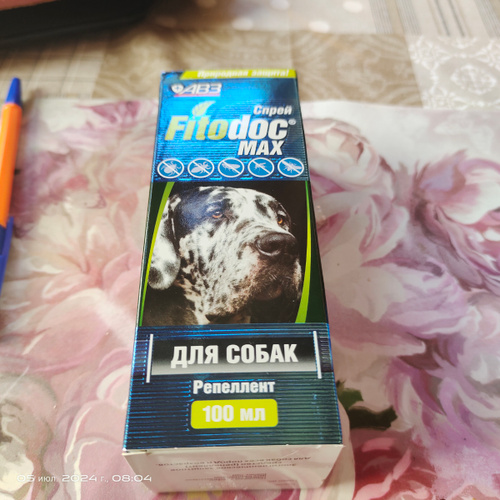 Природная защита!
АВЗ
Спрей
Fitodoc®
MAX
ДЛЯ СОБАК
Репеллент
100 мл
05 июл. 2024 г., 08:04